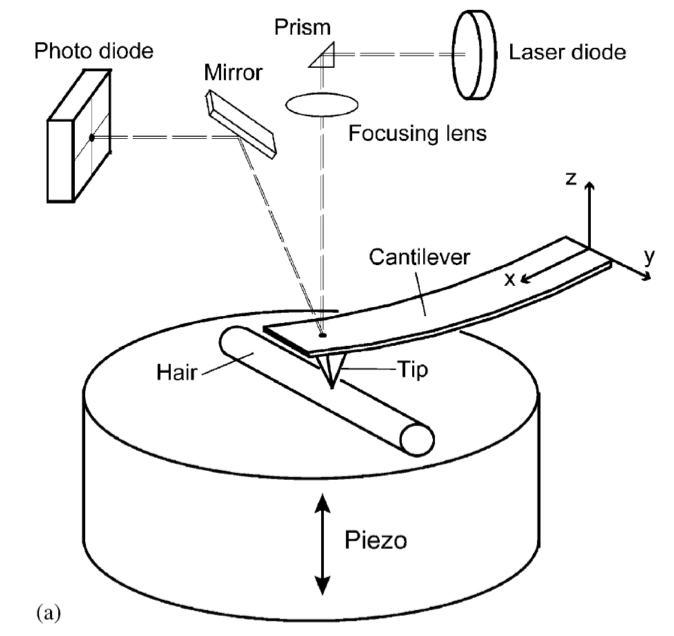 Prism
Photo diode
Laser diode
Mirror
Focusing lens
z
y
Cantilever
x
Hair
Tip
Piezo
(a)